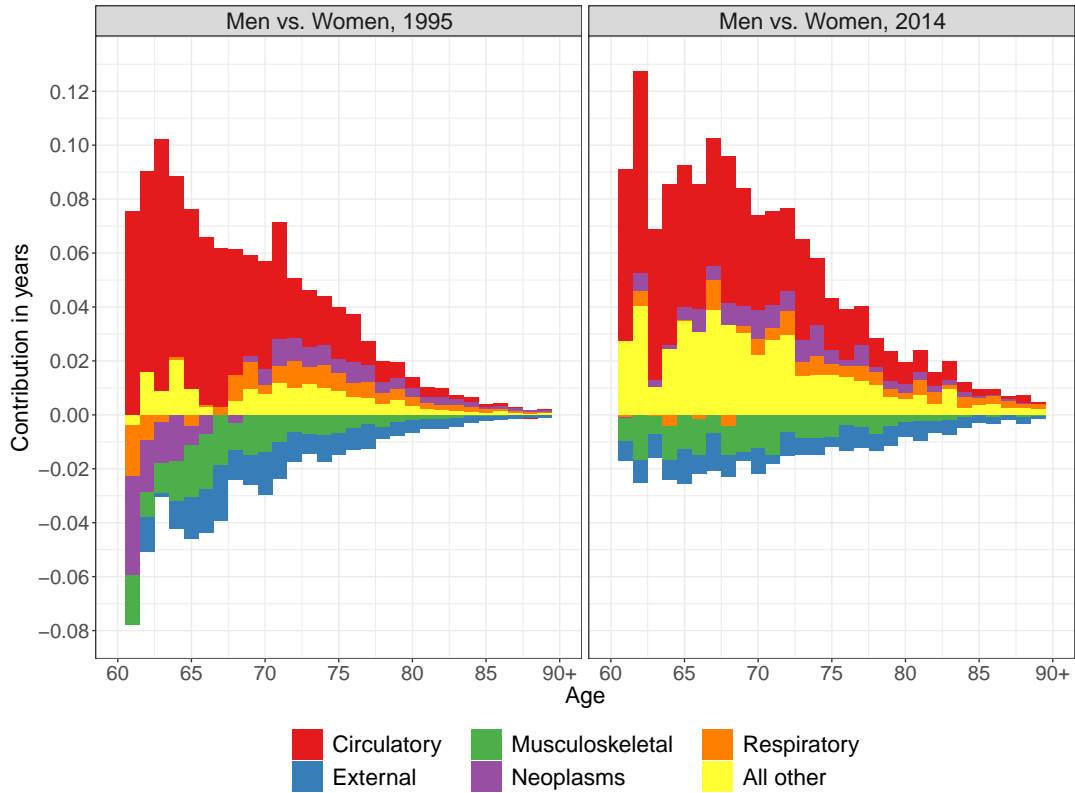 Men vs. Women, 1995
Men vs. Women, 2014
Contribution in years
0.12
0.10
0.08
0.06
0.04
0.02
0.00
−0.02
−0.04
−0.06
−0.08
60 65 70 75 80 85 90+
60 65 70 75 80 85 90+
Age
Circulatory Musculoskeletal Respiratory
External Neoplasms All other